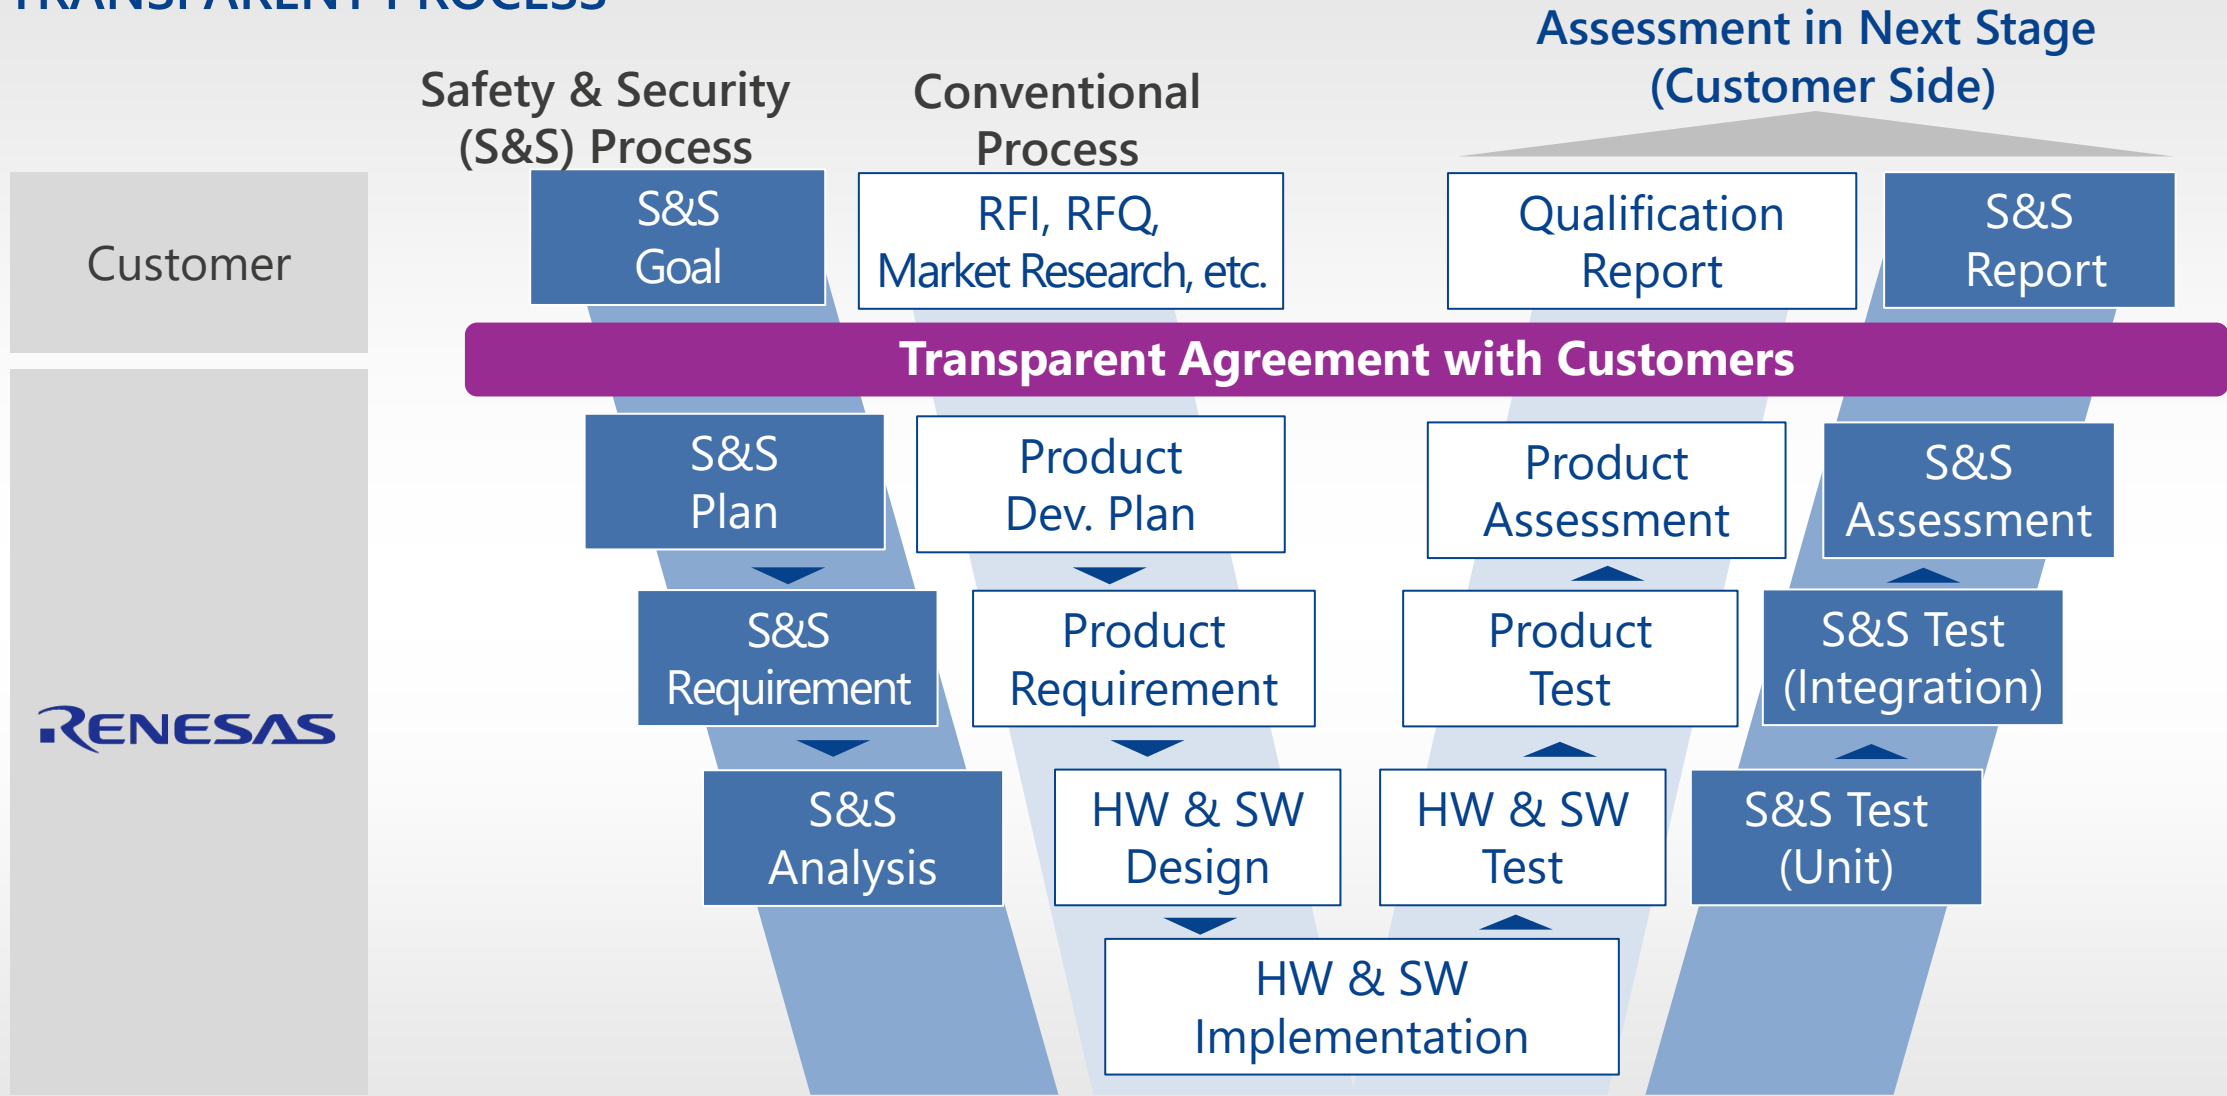 TRANSPARENT PROCESS
Assessment in Next Stage
(Customer Side)
Safety & Security
(S&S) Process
Conventional
Process
Customer
S&S
Goal
RFI, RFQ,
Market Research, etc.
Qualification
Report
S&S
Report
Transparent Agreement with Customers
RENESAS
S&S
Plan
Product
Dev. Plan
Product
Assessment
S&S
Assessment
S&S
Requirement
Product
Requirement
Product
Test
S&S Test
(Integration)
S&S
Analysis
HW & SW
Design
HW & SW
Test
S&S Test
(Unit)
HW & SW
Implementation